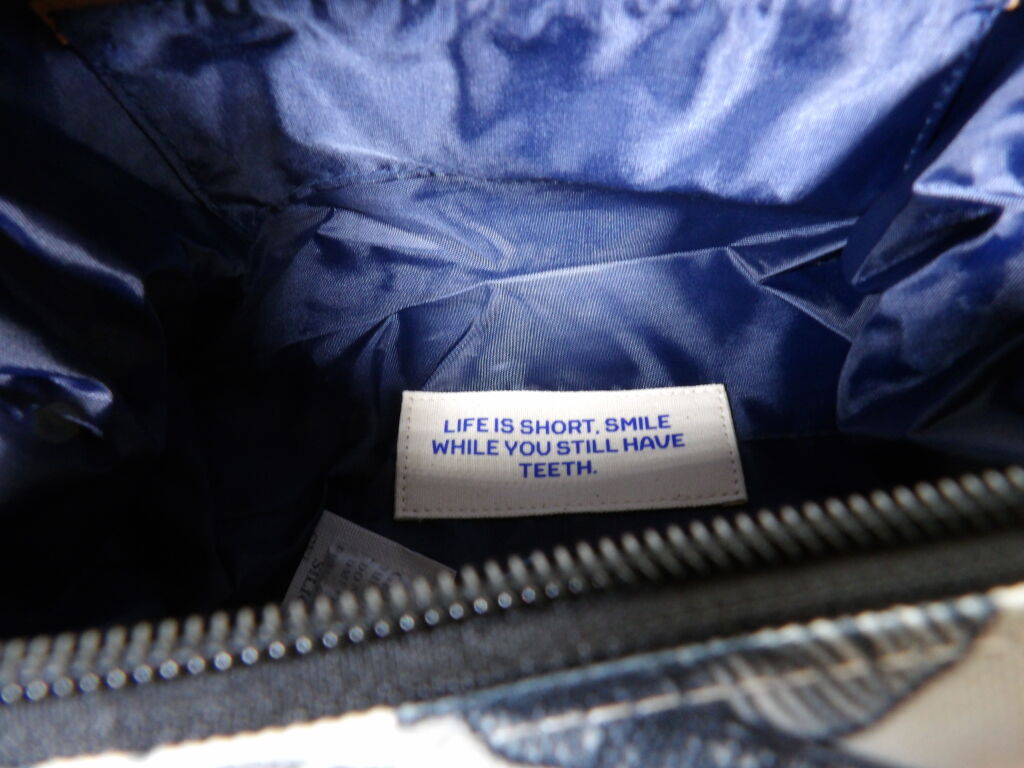 LIFE IS SHORT. SMILE
WHILE YOU STILL HAVE
TEETH.